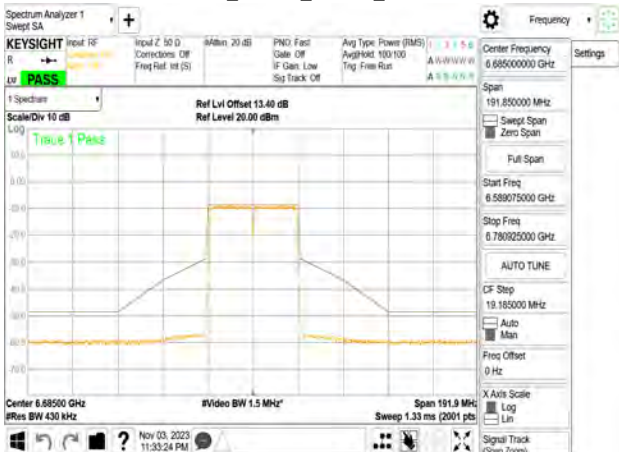 Spectrum Analyzer 1
Swept SA
+
Frequency
KEYSIGHT Input: RF
R
LV PASS
Input Z: 50 Ω
Corrections: Off
Freq Ref: Int (S)
#Atten: 20 dB
PNO: Fast
Gate: Off
IF Gain: Low
Sig Track: Off
Avg Type: Power (RMS)
Avg|Hold: 100/100
Trig: Free Run
1 Spectrum
Scale/Div 10 dB
Ref Lvl Offset 13.40 dB
Ref Level 20.00 dBm
Log
Trace 1 Pass
Center 6.68500 GHz
#Res BW 430 kHz
#Video BW 1.5 MHz*
Span 191.9 MHz
Sweep 1.33 ms (2001 pts
Nov 03, 2023
11:33:24 PM
?
Center Frequency
6.685000000 GHz
Settings
Span
191.850000 MHz
Swept Span
Zero Span
Full Span
Start Freq
6.589075000 GHz
Stop Freq
6.780925000 GHz
AUTO TUNE
CF Step
19.185000 MHz
Auto
Man
Freq Offset
0 Hz
X Axis Scale
Log
Lin
Signal Track
(Span Zoom)